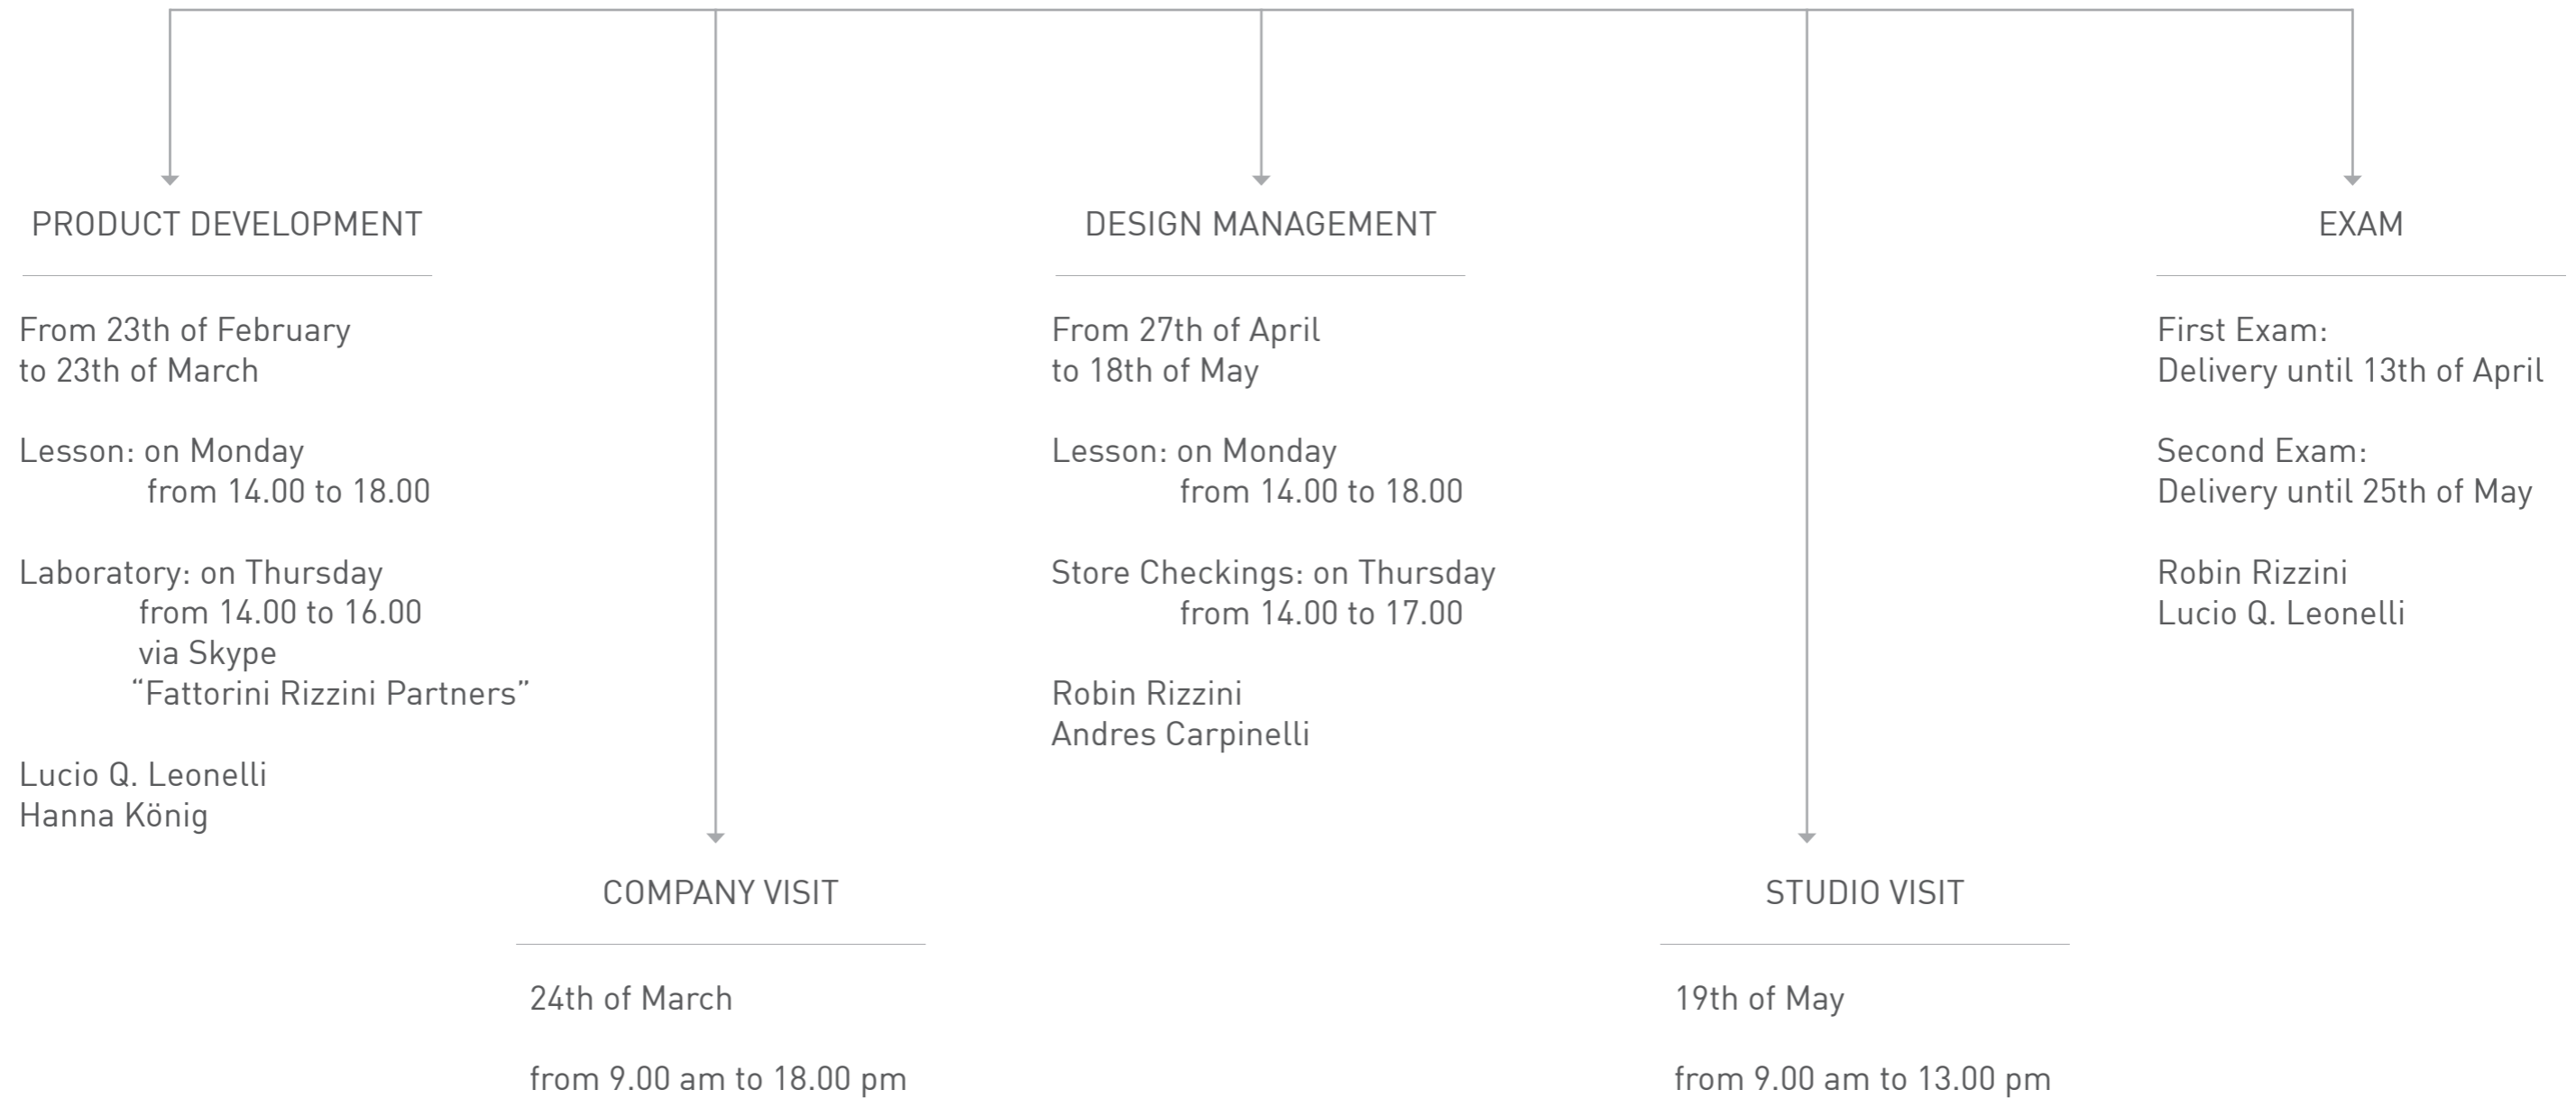 PRODUCT DEVELOPMENT
From 23th of February
to 23th of March
Lesson: on Monday
from 14.00 to 18.00
Laboratory: on Thursday
from 14.00 to 16.00
via Skype
“Fattorini Rizzini Partners”
Lucio Q. Leonelli
Hanna König
COMPANY VISIT
24th of March
from 9.00 am to 18.00 pm
DESIGN MANAGEMENT
From 27th of April
to 18th of May
Lesson: on Monday
from 14.00 to 18.00
Store Checkings: on Thursday
from 14.00 to 17.00
Robin Rizzini
Andres Carpinelli
STUDIO VISIT
19th of May
from 9.00 am to 13.00 pm
EXAM
First Exam:
Delivery until 13th of April
Second Exam:
Delivery until 25th of May
Robin Rizzini
Lucio Q. Leonelli